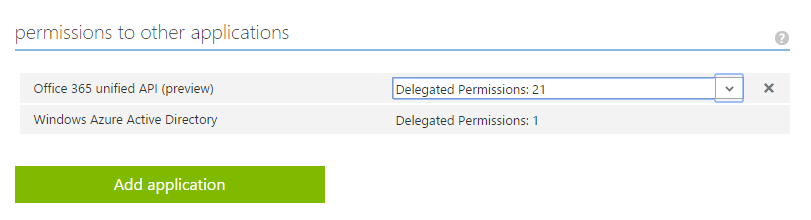 permissions to other applications
?
Office 365 unified API (preview) Delegated Permissions: 21
Windows Azure Active Directory Delegated Permissions: 1
Add application